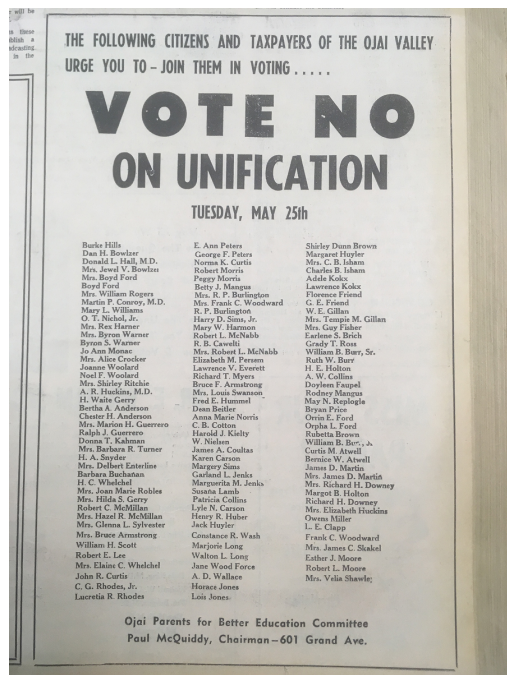 e will be
n these
blish a
adcasting
in the
THE FOLLOWING CITIZENS AND TAXPAYERS OF THE OJAI VALLEY
URGE YOU TO – JOIN THEM IN VOTING .....
VOTE NO
ON UNIFICATION
TUESDAY, MAY 25th
Burke Hills
Dan H. Bowlzer
Donald L. Hall, M.D.
Mrs. Jewel V. Bowlzer
Mrs. Boyd Ford
Boyd Ford
Mrs. William Rogers
Martin P. Conroy, M.D.
Mary L. Williams
O. T. Nichol, Jr.
Mrs. Rex Harner
Mrs. Byron Warner
Byron S. Warner
Jo Ann Monac
Mrs. Alice Crocker
Joanne Woolard
Noel F. Woolard
Mrs. Shirley Ritchie
A. R. Huckins, M.D.
H. Waite Gerry
Bertha A. Anderson
Chester H. Anderson
Mrs. Marion H. Guerrero
Ralph J. Guerrero
Donna T. Kahman
Mrs. Barbara R. Turner
H. A. Snyder
Mrs. Delbert Enterline
Barbara Buchanan
H. C. Whelchel
Mrs. Joan Marie Robles
Mrs. Hilda S. Gerry
Robert C. McMillan
Mrs. Hazel R. McMillan
Mrs. Glenna L. Sylvester
Mrs. Bruce Armstrong
William H. Scott
Robert E. Lee
Mrs. Elaine C. Whelchel
John R. Curtis
C. G. Rhodes, Jr.
Lucretia R. Rhodes
E. Ann Peters
George F. Peters
Norma K. Curtis
Robert Morris
Peggy Morris
Betty J. Mangus
Mrs. R. P. Burlington
Mrs. Frank C. Woodward
R. P. Burlington
Harry D. Sims, Jr.
Mary W. Harmon
Robert L. McNabb
R. B. Cawelti
Mrs. Robert L. McNabb
Elizabeth M. Persem
Lawrence V. Everett
Richard T. Myers
Bruce F. Armstrong
Mrs. Louis Swanson
Fred E. Hummel
Dean Beitler
Anna Marie Norris
C. B. Cotton
Harold J. Kielty
W. Nielsen
James A. Coultas
Karen Carson
Margery Sims
Garland L. Jenks
Marguerita M. Jenks
Susana Lamb
Patricia Collins
Lyle N. Carson
Henry R. Huber
Jack Huyler
Constance R. Wash
Marjorie Long
Walton L. Long
Jane Wood Force
A. D. Wallace
Horace Jones
Lois Jones
Shirley Dunn Brown
Margaret Huyler
Mrs. C. B. Isham
Charles B. Isham
Adele Kokx
Lawrence Kokx
Florence Friend
G. E. Friend
W. E. Gillan
Mrs. Tempie M. Gillan
Mrs. Guy Fisher
Earlene S. Brich
Grady T. Ross
William B. Burr, Sr.
Ruth W. Burr
H. E. Holton
A. W. Collins
Doyleen Faupel
Rodney Mangus
May N. Replogle
Bryan Price
Orrin E. Ford
Orpha L. Ford
Rubetta Brown
William B.
Curtis M. Atwell
Bernice W. Atwell
James D. Martin
Mrs. James D. Martin
Mrs. Richard H. Downey
Margot B. Holton
Richard H. Downey
Mrs. Elizabeth Huckins
Owens Miller
L. E. Clapp
Frank C. Woodward
Mrs. James C. Skakel
Esther J. Moore
Robert L. Moore
Mrs. Velia Shawley
Ojai Parents for Better Education Committee
Paul McQuiddy, Chairman – 601 Grand Ave.